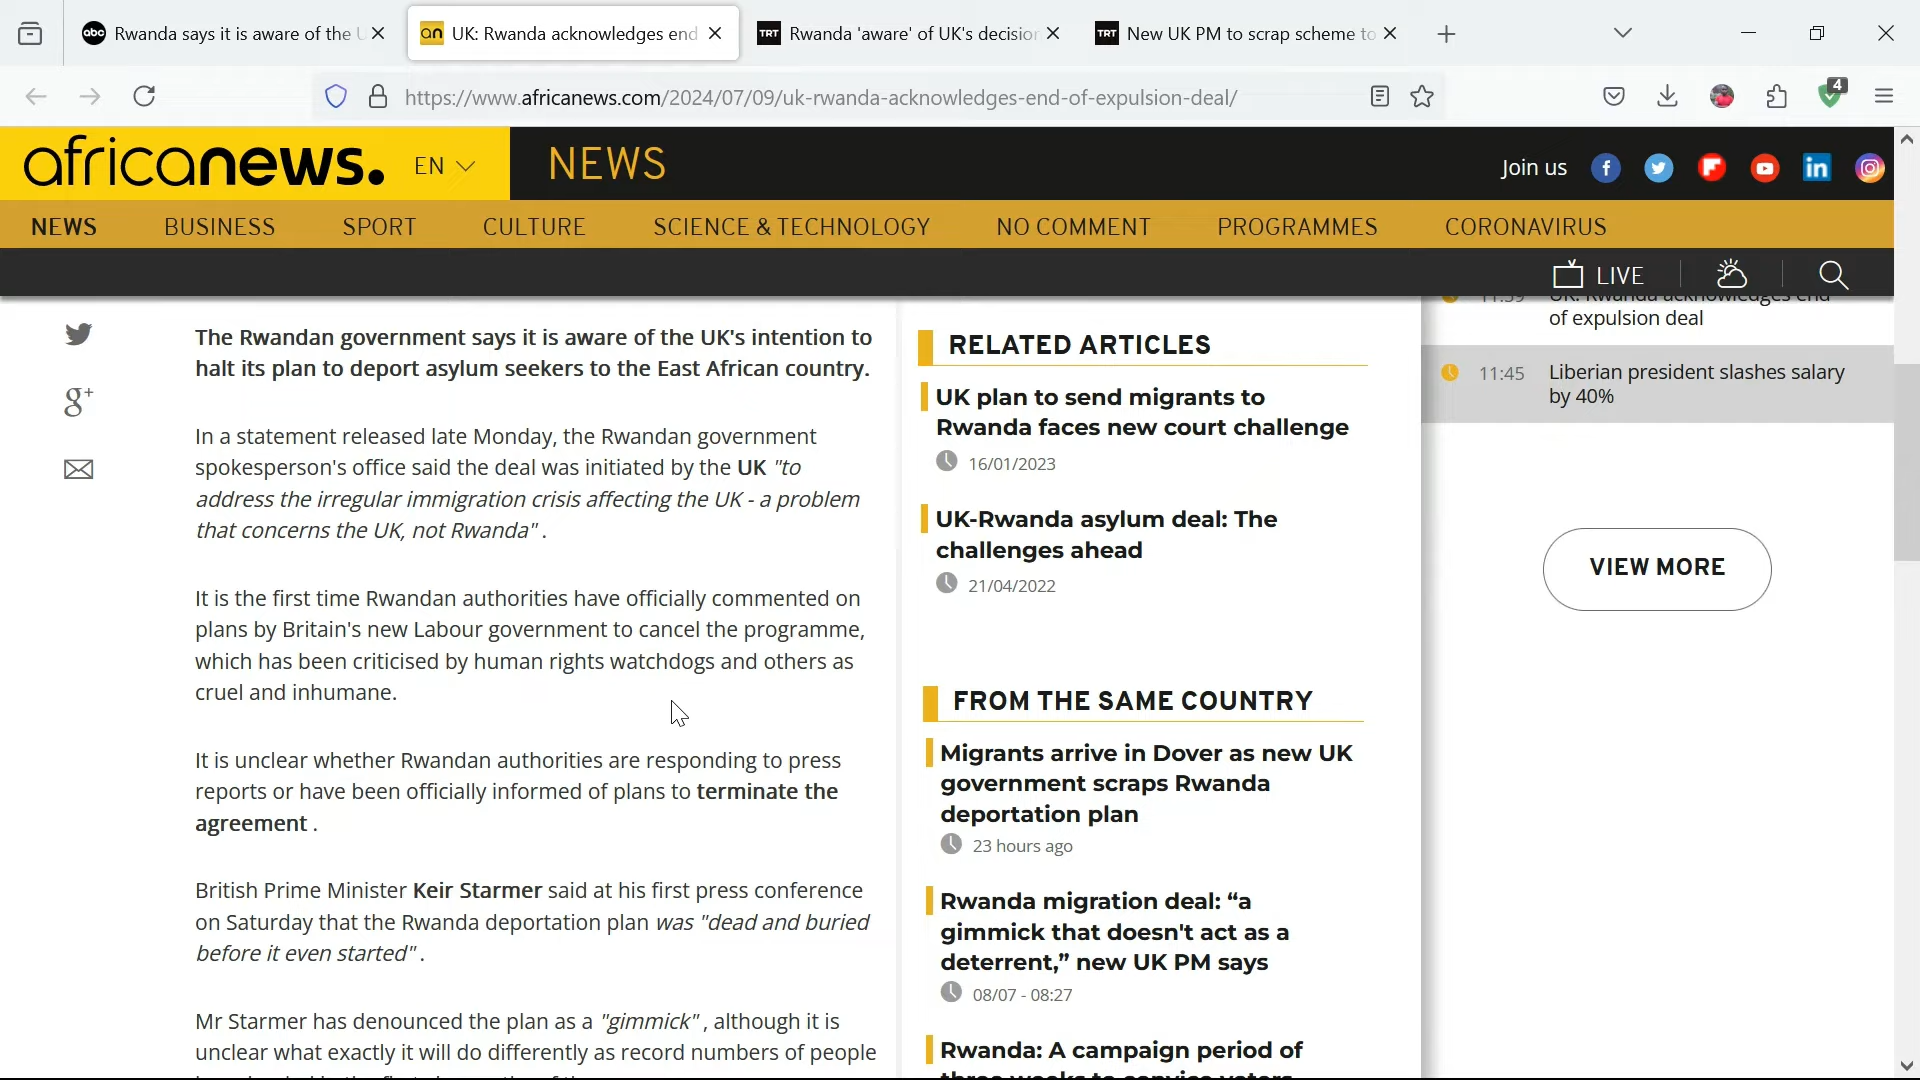 Rwanda says it is aware of the U
UK: Rwanda acknowledges end
Rwanda 'aware' of UK's decision
New UK PM to scrap scheme to
https://www.africanews.com/2024/07/09/uk-rwanda-acknowledges-end-of-expulsion-deal/
4
africanews.
EN
NEWS
Join us
NEWS
BUSINESS
SPORT
CULTURE
SCIENCE & TECHNOLOGY
NO COMMENT
PROGRAMMES
CORONAVIRUS
LIVE
The Rwandan government says it is aware of the UK's intention to
halt its plan to deport asylum seekers to the East African country.
In a statement released late Monday, the Rwandan government
spokesperson's office said the deal was initiated by the UK "to
address the irregular immigration crisis affecting the UK - a problem
that concerns the UK, not Rwanda" .
It is the first time Rwandan authorities have officially commented on
plans by Britain's new Labour government to cancel the programme,
which has been criticised by human rights watchdogs and others as
cruel and inhumane.
It is unclear whether Rwandan authorities are responding to press
reports or have been officially informed of plans to terminate the
agreement .
British Prime Minister Keir Starmer said at his first press conference
on Saturday that the Rwanda deportation plan was "dead and buried
before it even started" .
Mr Starmer has denounced the plan as a "gimmick" , although it is
unclear what exactly it will do differently as record numbers of people
RELATED ARTICLES
UK plan to send migrants to
Rwanda faces new court challenge
16/01/2023
UK-Rwanda asylum deal: The
challenges ahead
21/04/2022
FROM THE SAME COUNTRY
Migrants arrive in Dover as new UK
government scraps Rwanda
deportation plan
23 hours ago
Rwanda migration deal: “a
gimmick that doesn't act as a
deterrent,” new UK PM says
08/07 - 08:27
Rwanda: A campaign period of
three weeks to convice voters
11:59
UK: Rwanda acknowledges end
of expulsion deal
11:45
Liberian president slashes salary
by 40%
VIEW MORE